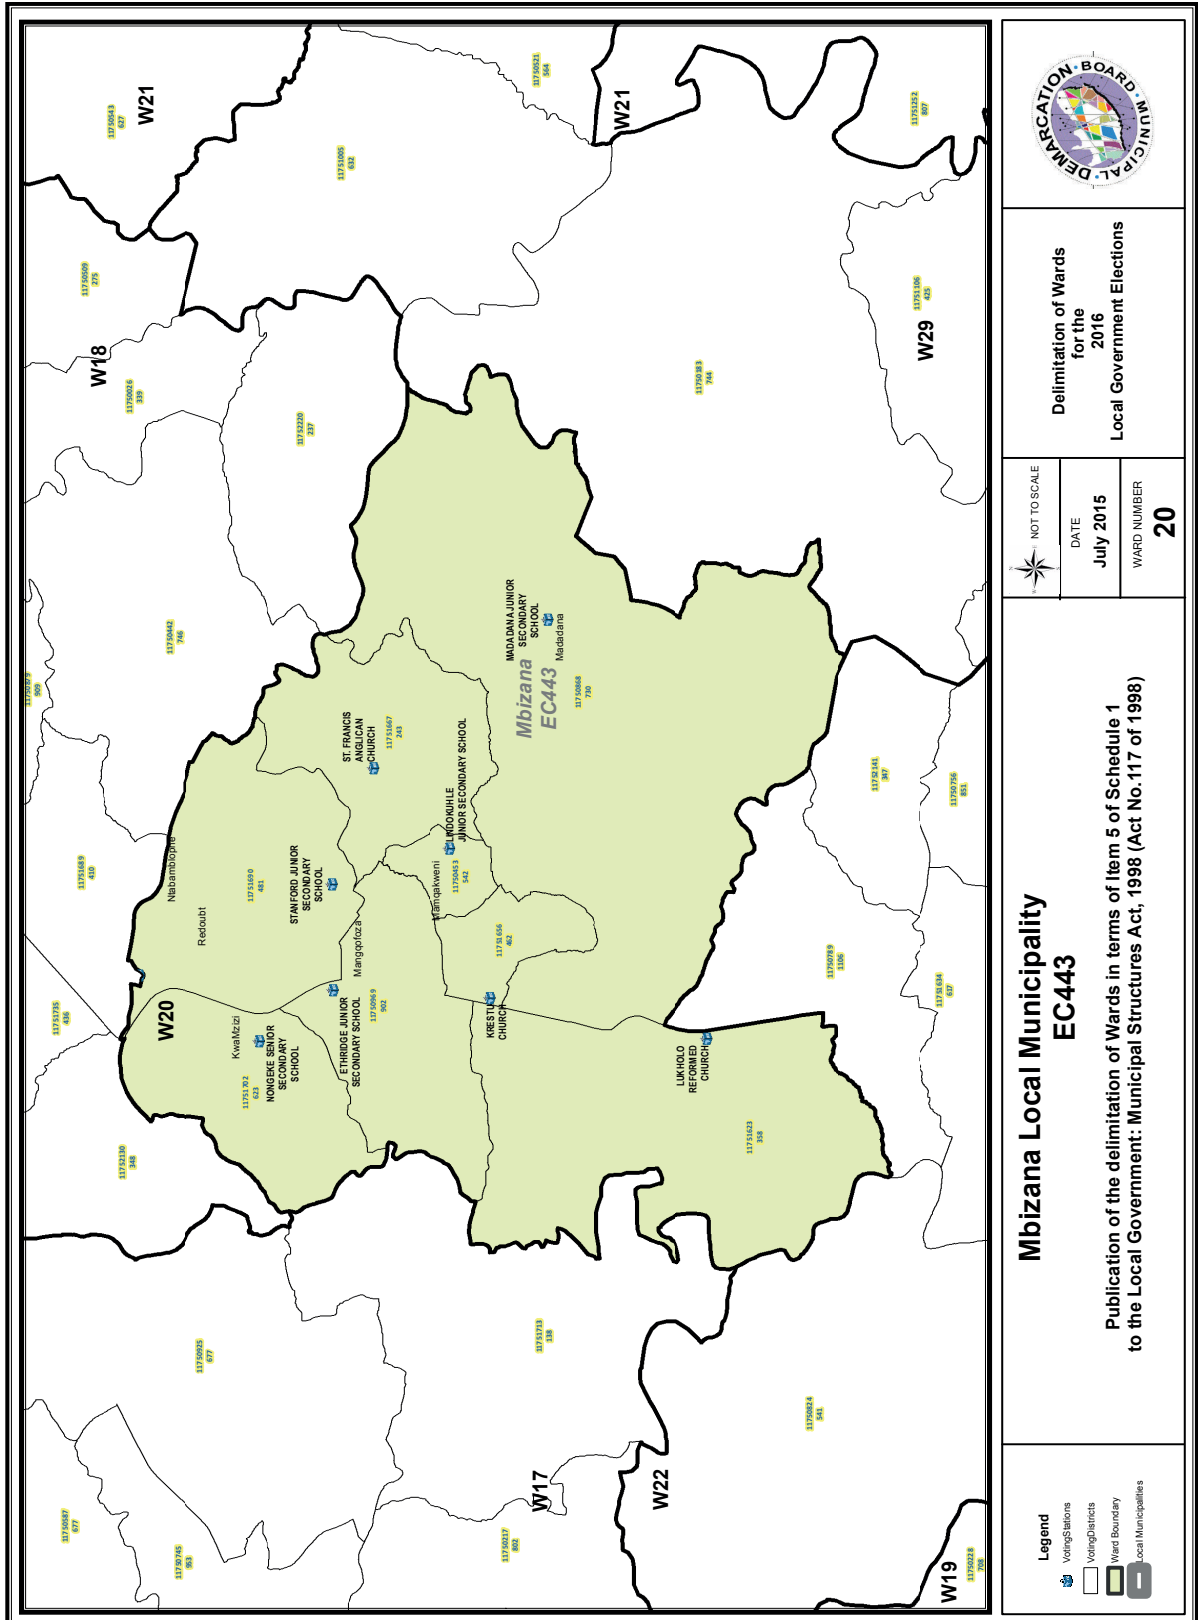 11750543
627
W21
11750521
564
W21
11751252
807
11751005
632
11750509
275
W18
11750026
339
11752220
237
11751106
425
W29
11750183
744
11750879
909
11750442
746
MADADANA JUNIOR
SECONDARY
SCHOOL
Madadana
Mbizana
EC443
11750868
730
ST. FRANCIS
ANGLICAN
CHURCH
11751667
243
LINDOKUHLE
JUNIOR SECONDARY SCHOOL
11752141
347
11750756
851
11751689
410
Ntabamblophe
Redoubt
11751690
481
STANFORD JUNIOR
SECONDARY
SCHOOL
Mamqakweni
11750453
542
Mangqofoza
11751656
462
11750789
1106
11751634
617
11751735
436
W20
KwaMzizi
11751702
623
NONGEKE SENIOR
SECONDARY
SCHOOL
ETHRIDGE JUNIOR
SECONDARY SCHOOL
11750969
902
KRESTU
CHURCH
LUKHOLO
REFORMED
CHURCH
11751623
358
11752130
348
11750925
677
11751713
138
11750824
541
11750587
677
11750745
953
11750217
802
W17
W22
W19
11750228
708
MUNICIPAL · DEMARCATION · BOARD
Delimitation of Wards
for the
2016
Local Government Elections
N
E
S
W
NOT TO SCALE
DATE
July 2015
WARD NUMBER
20
Mbizana Local Municipality
EC443
Publication of the delimitation of Wards in terms of Item 5 of Schedule 1
to the Local Government: Municipal Structures Act, 1998 (Act No.117 of 1998)
Legend
VotingStations
VotingDistricts
Ward Boundary
Local Municipalities